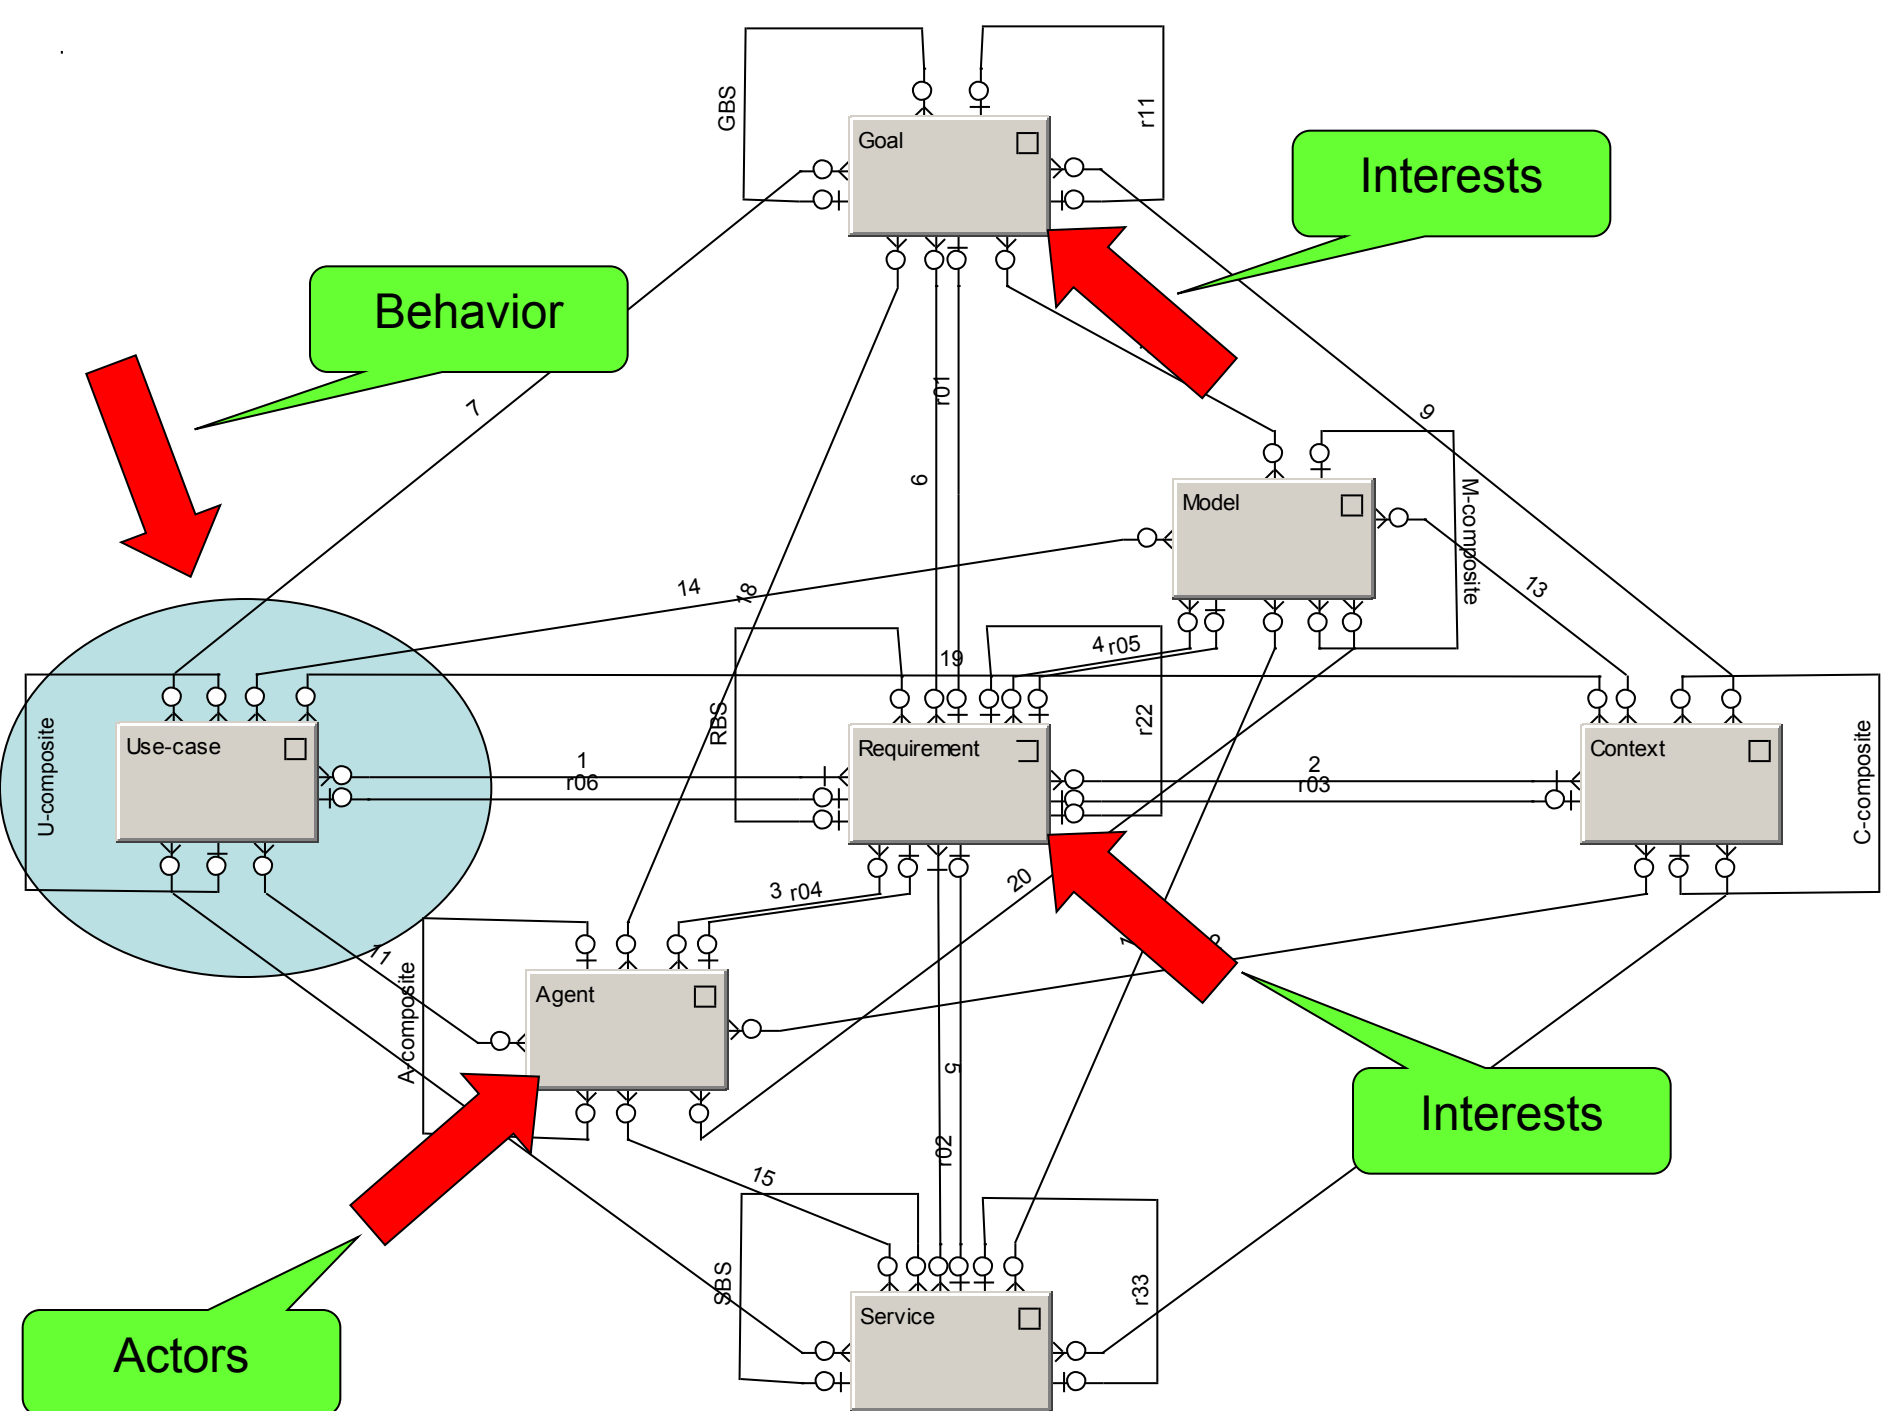 GBS
r11
Goal
Interests
Behavior
r01
7
9
6
Model
M-composite
13
14
18
4 r05
19
RBS
r22
U-composite
Use-case
Requirement
Context
C-composite
1
r06
2
r03
3 r04
20
11
A-composite
Agent
5
Interests
r02
15
SBS
r33
Service
Actors